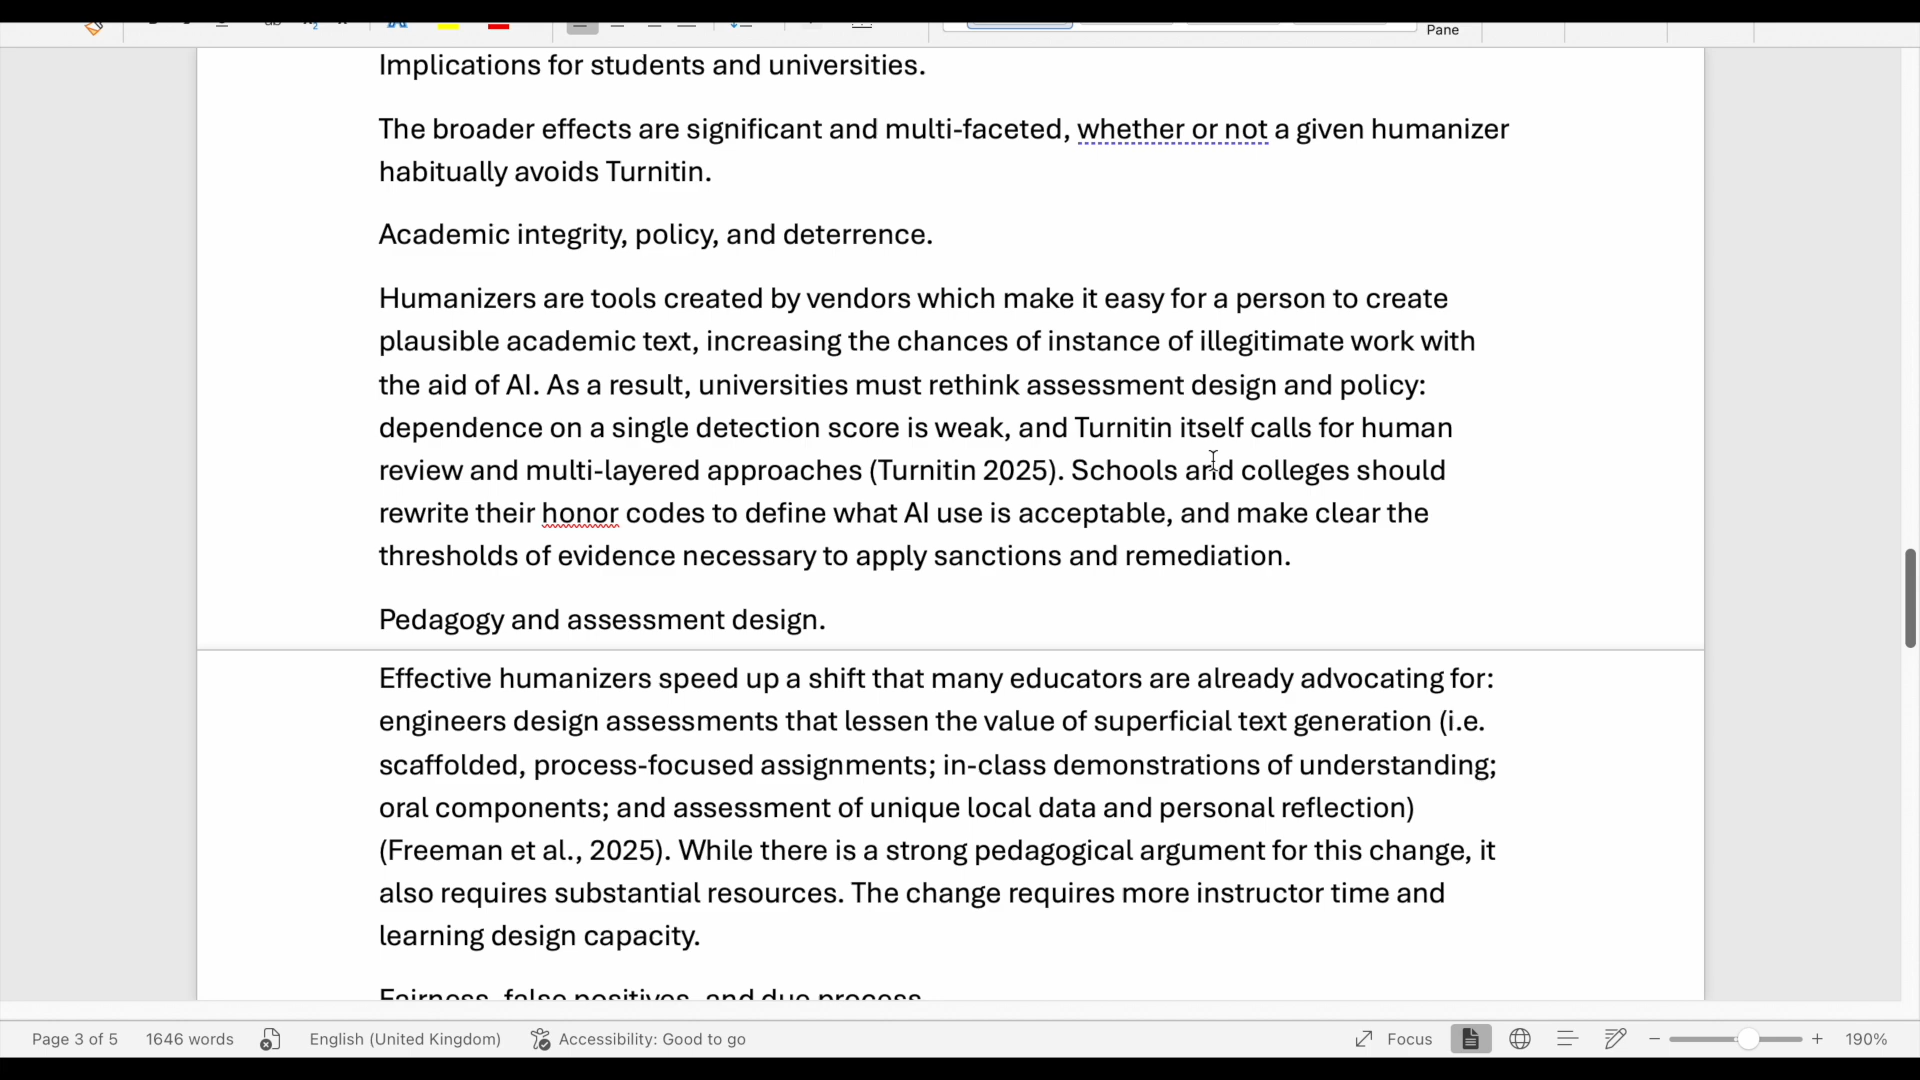 Pane
Implications for students and universities.
The broader effects are significant and multi-faceted, whether or not a given humanizer
habitually avoids Turnitin.
Academic integrity, policy, and deterrence.
Humanizers are tools created by vendors which make it easy for a person to create
plausible academic text, increasing the chances of instance of illegitimate work with
the aid of AI. As a result, universities must rethink assessment design and policy:
dependence on a single detection score is weak, and Turnitin itself calls for human
review and multi-layered approaches (Turnitin 2025). Schools and colleges should
rewrite their honor codes to define what AI use is acceptable, and make clear the
thresholds of evidence necessary to apply sanctions and remediation.
Pedagogy and assessment design.
Effective humanizers speed up a shift that many educators are already advocating for:
engineers design assessments that lessen the value of superficial text generation (i.e.
scaffolded, process-focused assignments; in-class demonstrations of understanding;
oral components; and assessment of unique local data and personal reflection)
(Freeman et al., 2025). While there is a strong pedagogical argument for this change, it
also requires substantial resources. The change requires more instructor time and
learning design capacity.
Fairness, false positives, and due process.
Page 3 of 5 1646 words English (United Kingdom) Accessibility: Good to go Focus 190%